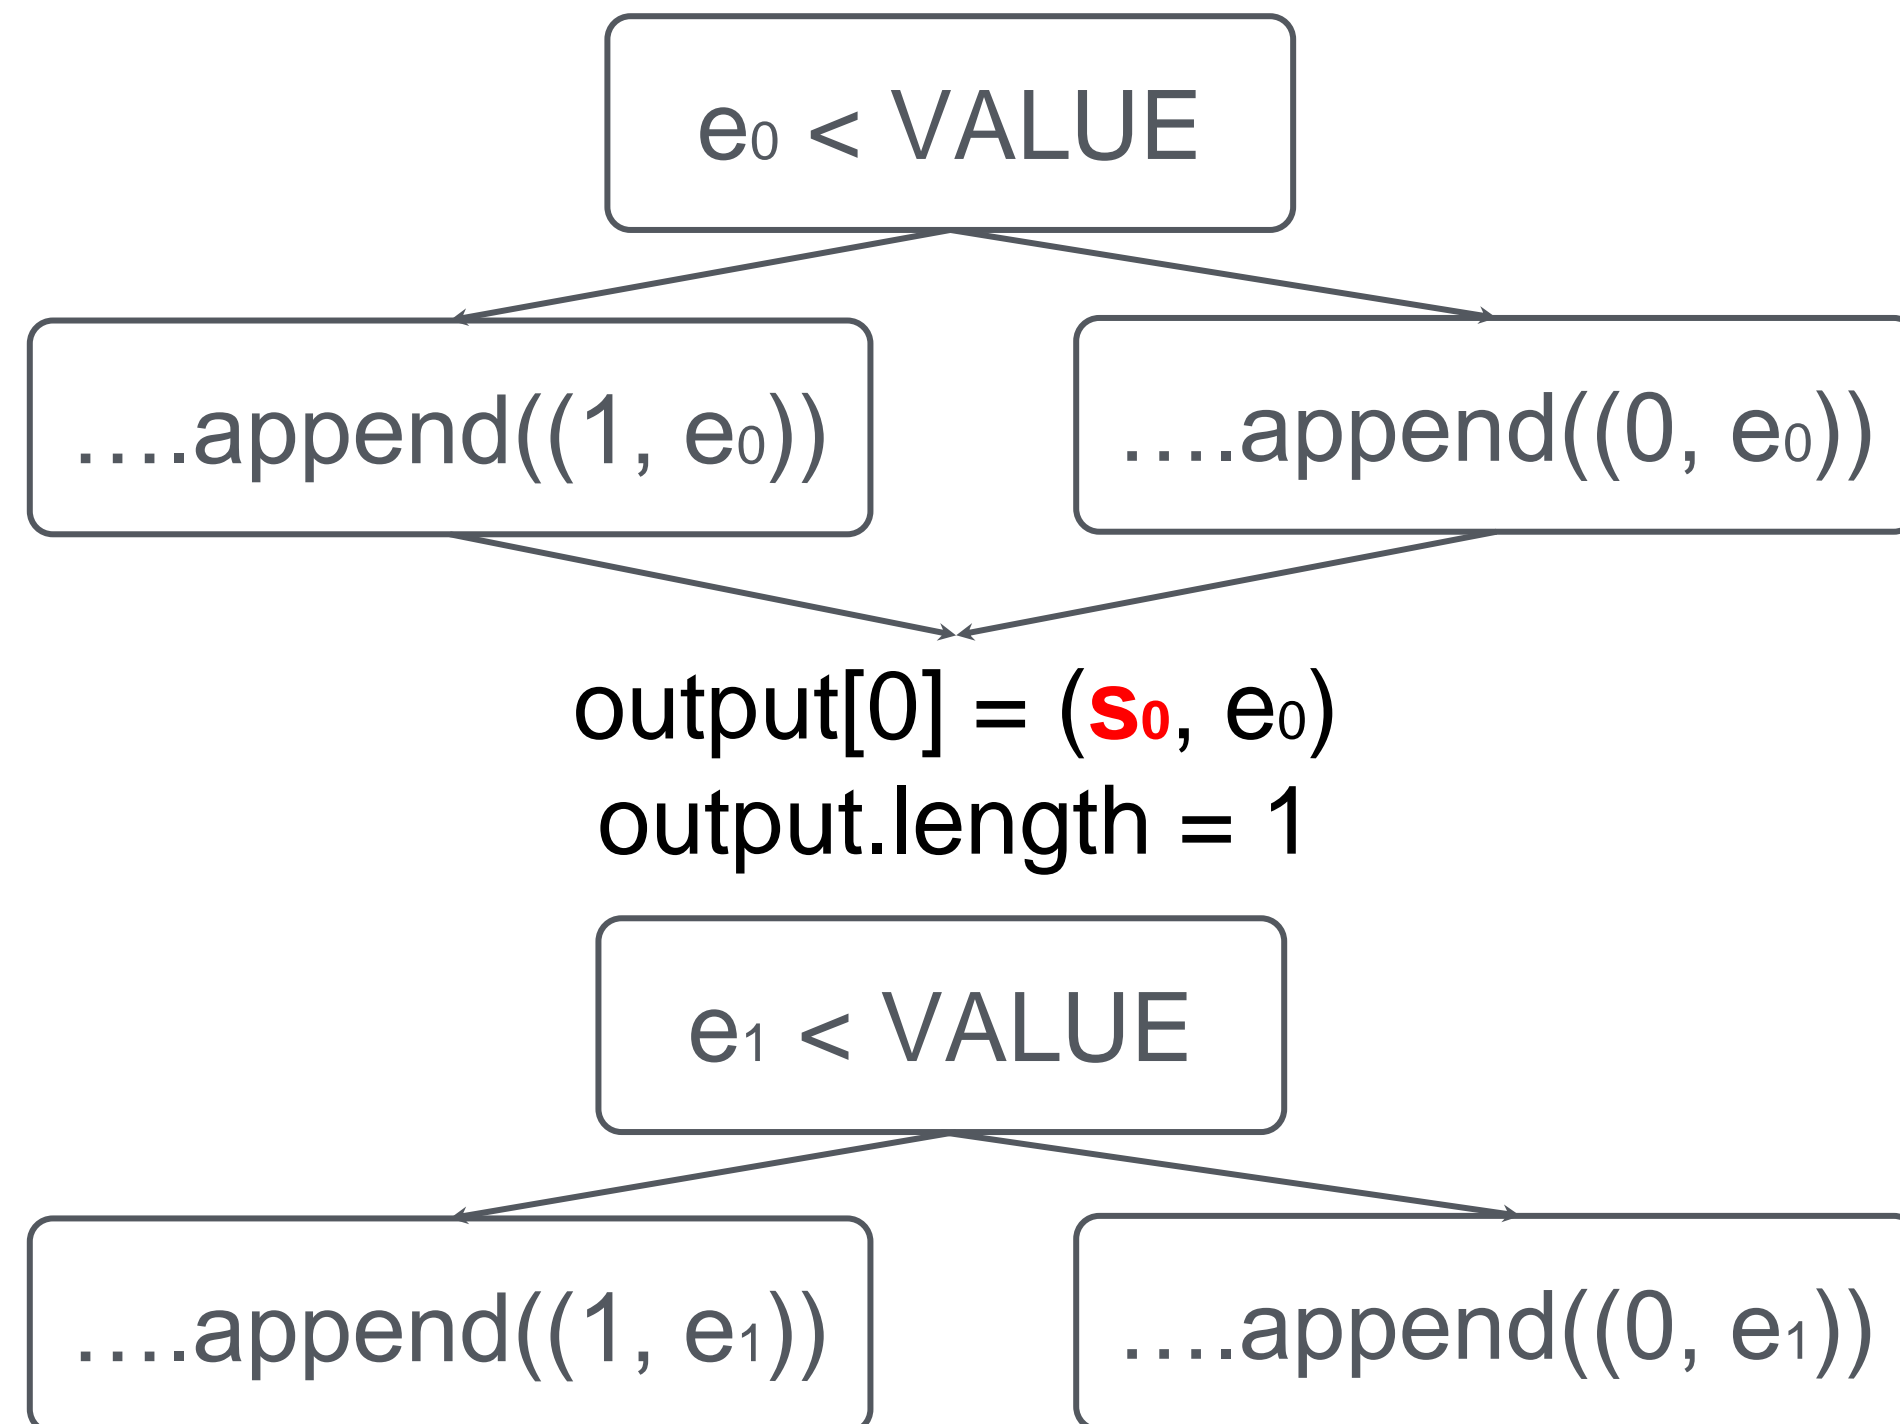 e₀ < VALUE
….append((1, e₀))
….append((0, e₀))
output[0] = (s₀, e₀)
output.length = 1
e₁ < VALUE
….append((1, e₁))
….append((0, e₁))